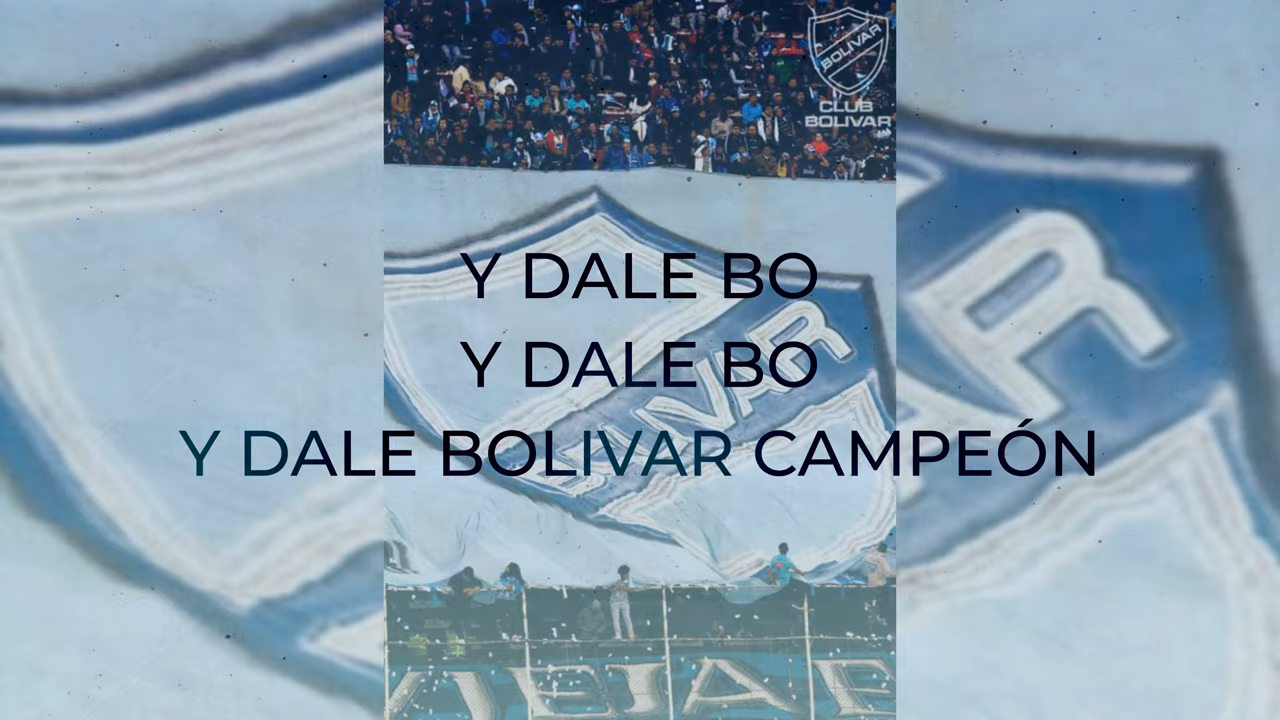 BOLIVAR
CLUB
BOLIVAR
Y DALE BO
Y DALE BO
Y DALE BOLIVAR CAMPEÓN